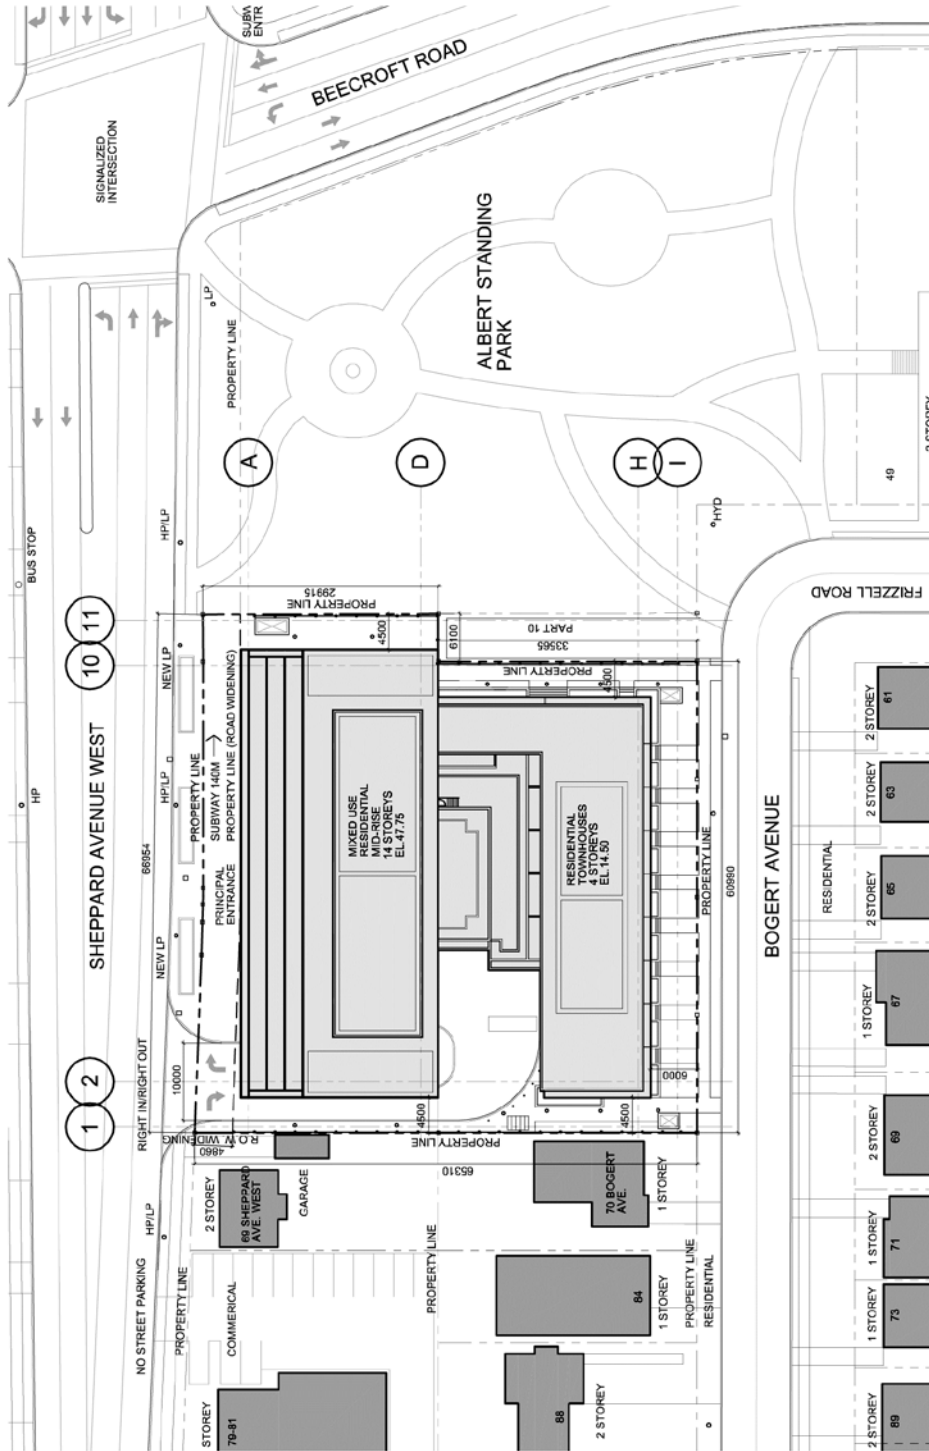 SUBW
ENTR
BEECROFT ROAD
SIGNALIZED
INTERSECTION
ALBERT STANDING
PARK
LP
PROPERTY LINE
A
D
H
I
HYD
49
2 STOREY
FRIZZELL ROAD
BUS STOP
HP/LP
10
11
NEW LP
29915
PROPERTY LINE
4500
6100
PART 10
33565
PROPERTY LINE
4500
SHEPPARD AVENUE WEST
HP
HP/LP
66954
PROPERTY LINE
SUBWAY 140M
PROPERTY LINE (ROAD WIDENING)
PRINCIPAL
ENTRANCE
MIXED USE
RESIDENTIAL
MID-RISE
14 STOREYS
EL.47.75
RESIDENTIAL
TOWNHOUSES
4 STOREYS
EL.14.50
PROPERTY LINE
60990
BOGERT AVENUE
RESIDENTIAL
2 STOREY
61
2 STOREY
63
2 STOREY
65
1 STOREY
67
NEW LP
1
2
RIGHT IN/RIGHT OUT
10000
R.O.W. WIDENING
4860
4500
PROPERTY LINE
4500
6000
65310
2 STOREY
69
HP/LP
2 STOREY
69 SHEPPARD
AVE. WEST
GARAGE
70 BOGERT
AVE.
1 STOREY
1 STOREY
71
NO STREET PARKING
PROPERTY LINE
COMMERICAL
PROPERTY LINE
84
1 STOREY
PROPERTY LINE
RESIDENTIAL
1 STOREY
73
STOREY
79-81
88
2 STOREY
2 STOREY
89